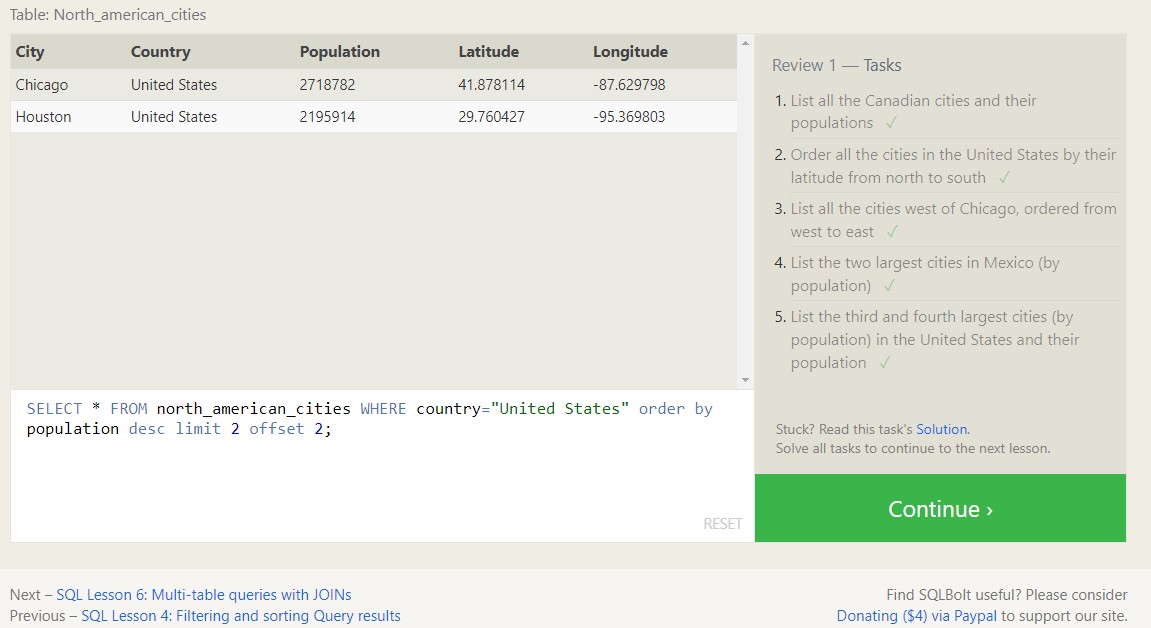 Table: North_american_cities
City Country Population Latitude Longitude
Chicago United States 2718782 41.878114 -87.629798
Houston United States 2195914 29.760427 -95.369803
SELECT * FROM north_american_cities WHERE country="United States" order by
population desc limit 2 offset 2;
RESET
Review 1 — Tasks
1. List all the Canadian cities and their
populations ✓
2. Order all the cities in the United States by their
latitude from north to south ✓
3. List all the cities west of Chicago, ordered from
west to east ✓
4. List the two largest cities in Mexico (by
population) ✓
5. List the third and fourth largest cities (by
population) in the United States and their
population ✓
Stuck? Read this task's Solution.
Solve all tasks to continue to the next lesson.
Continue ›
Next – SQL Lesson 6: Multi-table queries with JOINs
Previous – SQL Lesson 4: Filtering and sorting Query results
Find SQLBolt useful? Please consider
Donating ($4) via Paypal to support our site.